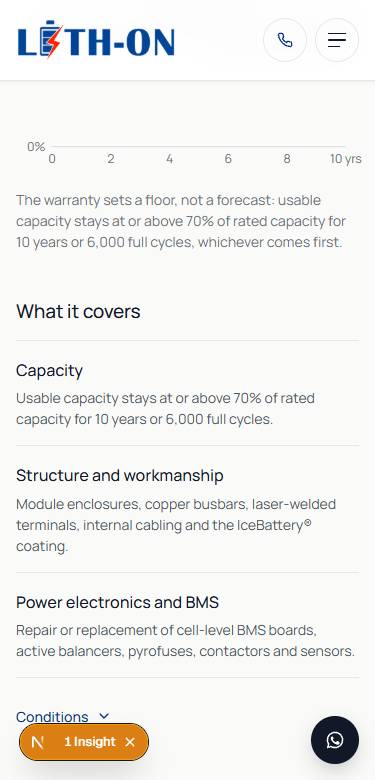 LITH-ON
0%
0 2 4 6 8 10 yrs
The warranty sets a floor, not a forecast: usable
capacity stays at or above 70% of rated capacity for
10 years or 6,000 full cycles, whichever comes first.
What it covers
Capacity
Usable capacity stays at or above 70% of rated
capacity for 10 years or 6,000 full cycles.
Structure and workmanship
Module enclosures, copper busbars, laser-welded
terminals, internal cabling and the IceBattery®
coating.
Power electronics and BMS
Repair or replacement of cell-level BMS boards,
active balancers, pyrofuses, contactors and sensors.
Conditions
N 1 Insight ×